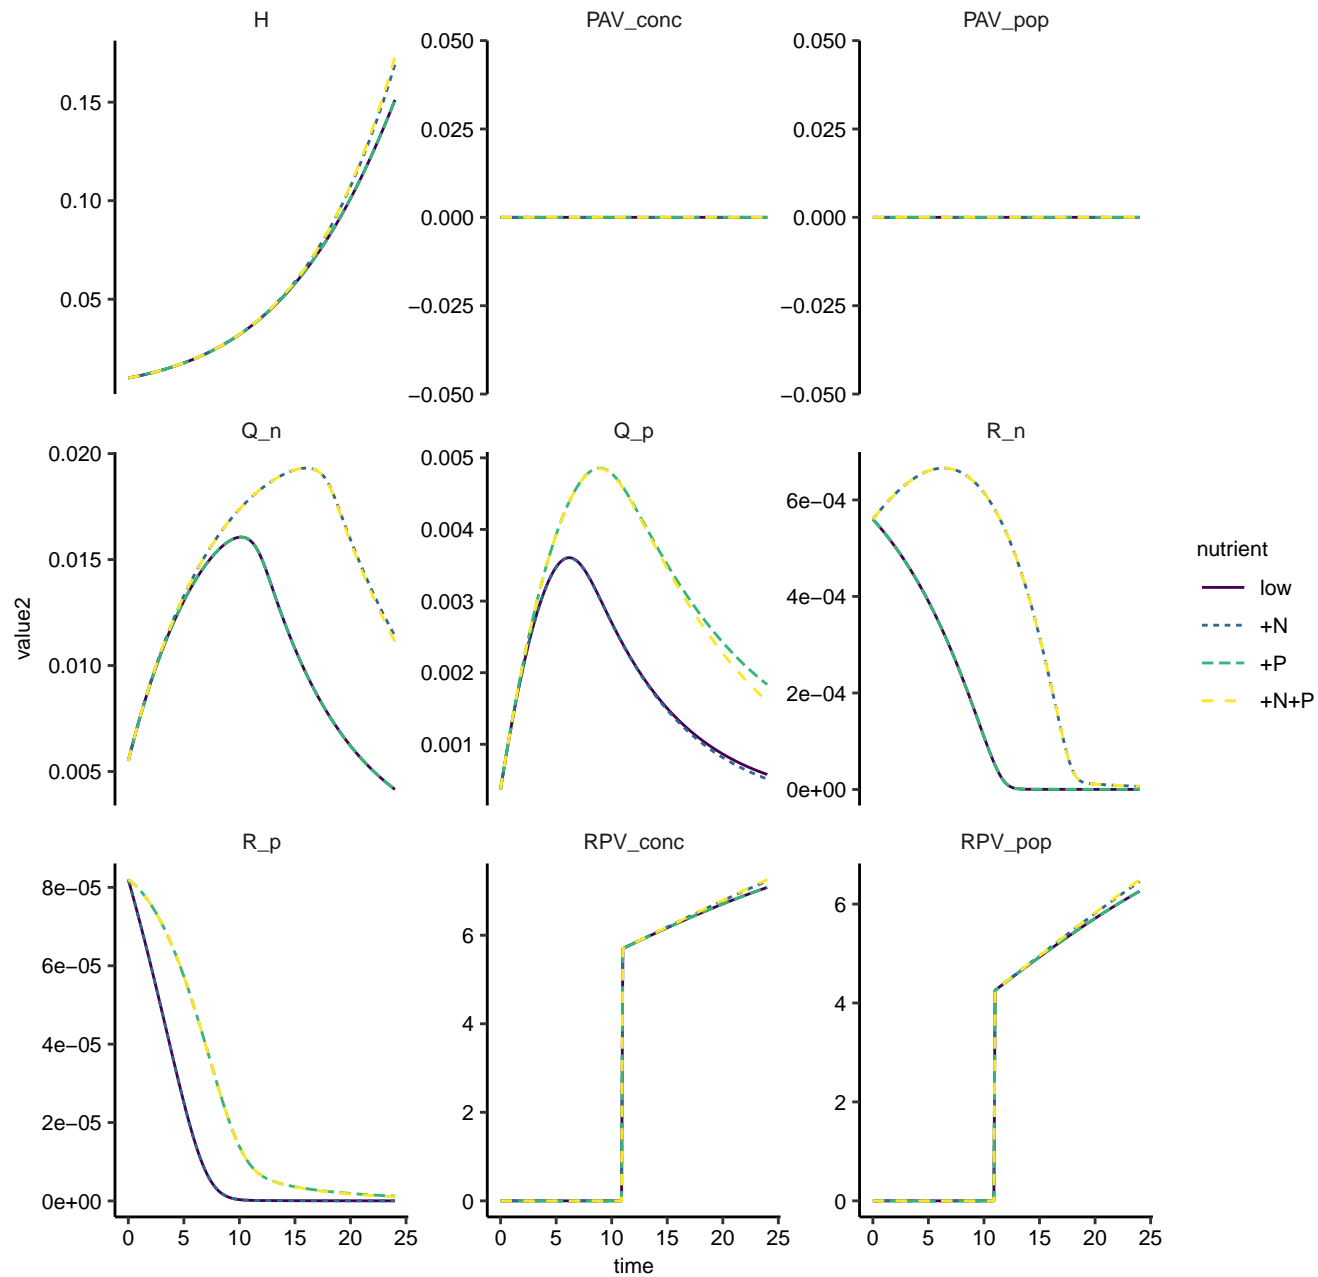 H
PAV_conc
PAV_pop
0.15
0.10
0.05
0.050
0.025
0.000
−0.025
−0.050
0.050
0.025
0.000
−0.025
−0.050
Q_n
Q_p
R_n
0.020
0.015
0.010
0.005
0.005
0.004
0.003
0.002
0.001
6e−04
4e−04
2e−04
0e+00
value2
nutrient
low
+N
+P
+N+P
R_p
RPV_conc
RPV_pop
8e−05
6e−05
4e−05
2e−05
0e+00
6
4
2
0
6
4
2
0
0 5 10 15 20 25
0 5 10 15 20 25
0 5 10 15 20 25
time